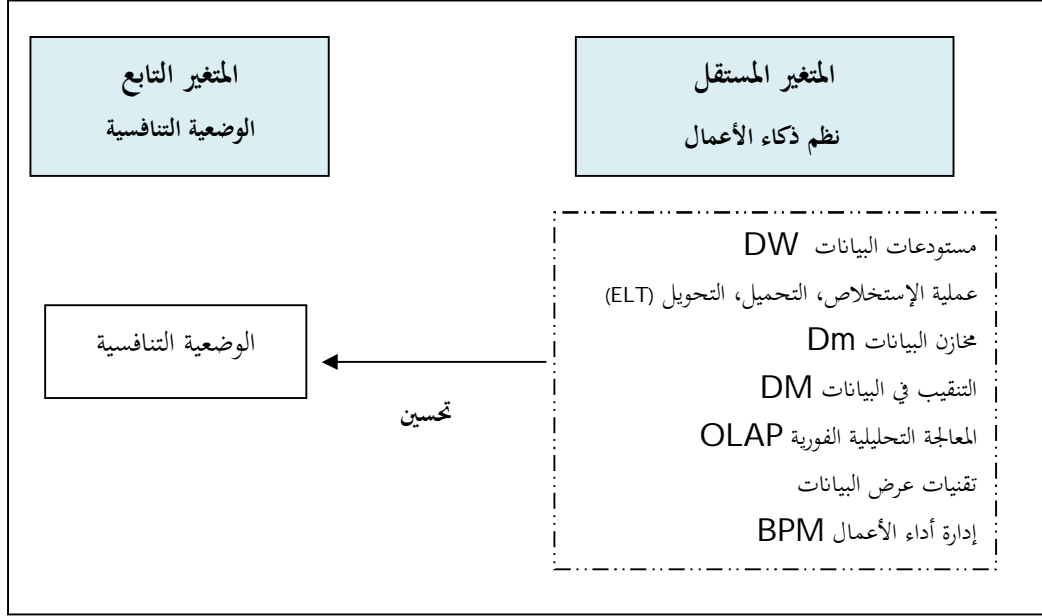 المتغير المستقل
نظم ذكاء الأعمال
المتغير التابع
الوضعية التنافسية
مستودعات البيانات DW
عملية الإستخلاص، التحميل، التحويل (ELT)
مخازن البيانات Dm
التنقيب في البيانات DM
المعالجة التحليلية الفورية OLAP
تقنيات عرض البيانات
إدارة أداء الأعمال BPM
تحسين
الوضعية التنافسية